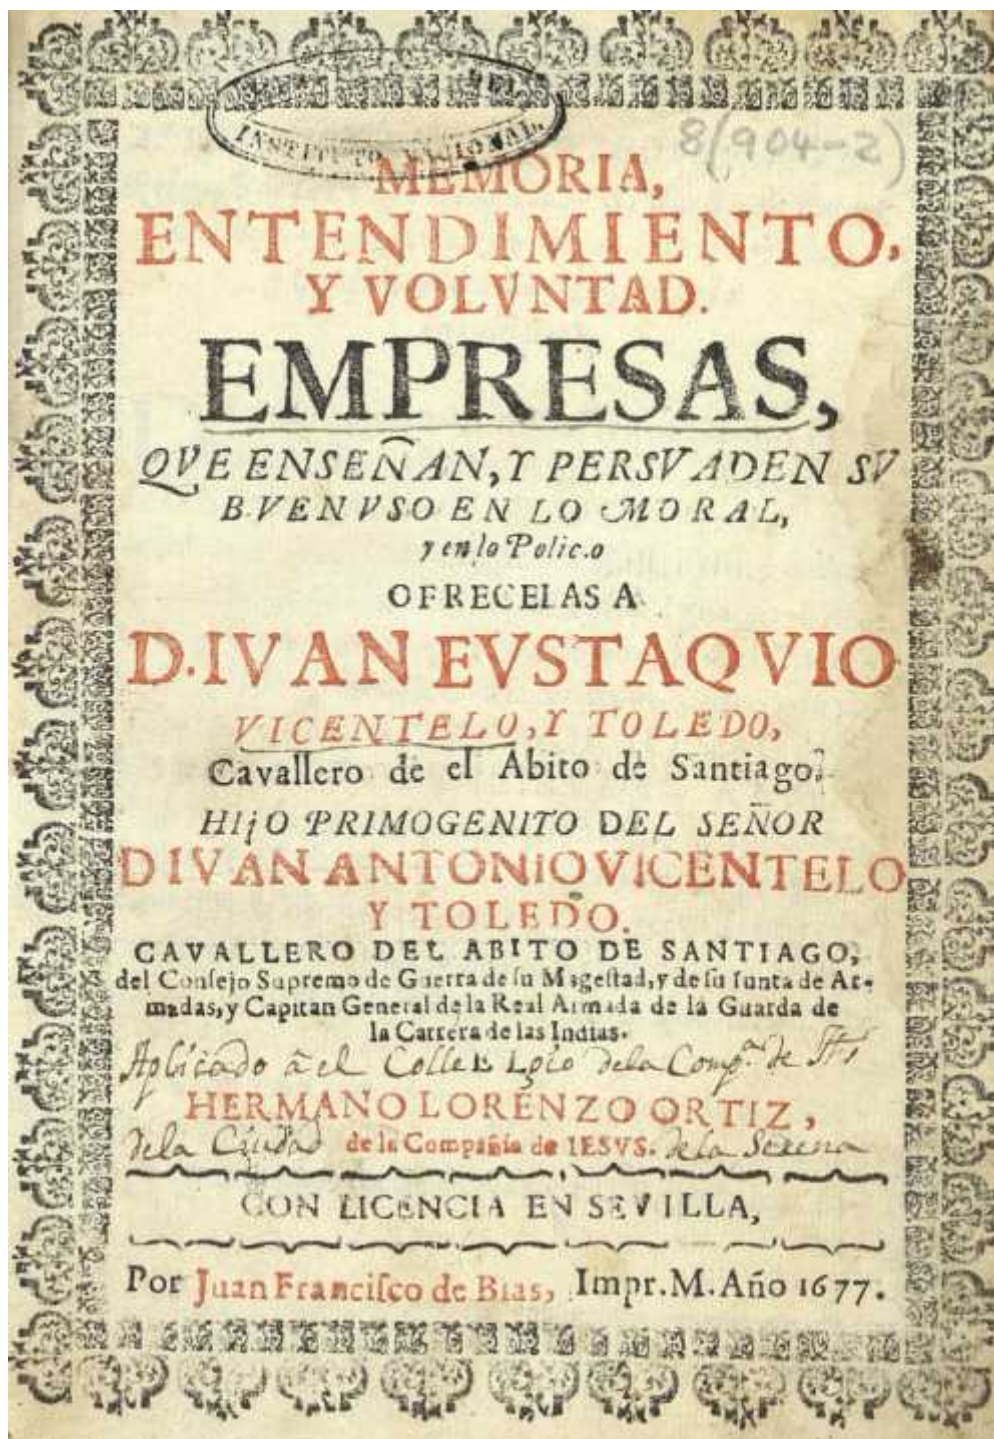 INSTITUTO NACIONAL.
8(904-2)
MEMORIA,
ENTENDIMIENTO,
Y VOLVNTAD.
EMPRESAS,
QVE ENSEÑAN, Y PERSVADEN SV
BVEN VSO EN LO MORAL,
y en lo
OFRECELAS A
D. IVAN EVSTAQVIO
VICENTELO, Y TOLEDO,
Cavallero de el Abito de Santiago,
HIJO PRIMOGENITO DEL SEÑOR
D IVAN ANTONIO VICENTELO
Y TOLEDO.
CAVALLERO DEL ABITO DE SANTIAGO,
del Conſejo Supremo de Guerra de ſu Mageſtad, y de ſu Iunta de Ar-
madas, y Capitan General de la Real Armada de la Guarda de
la Carrera de las Indias.
Aplicado â el Colle Lgio dela Comp.ª de
HERMANO LORENZO ORTIZ,
dela Ciudad de la Compañia de IESVS. dela Serena
CON LICENCIA EN SEVILLA,
Por Juan Franciſco de Blas, Impr. M. Año 1677.